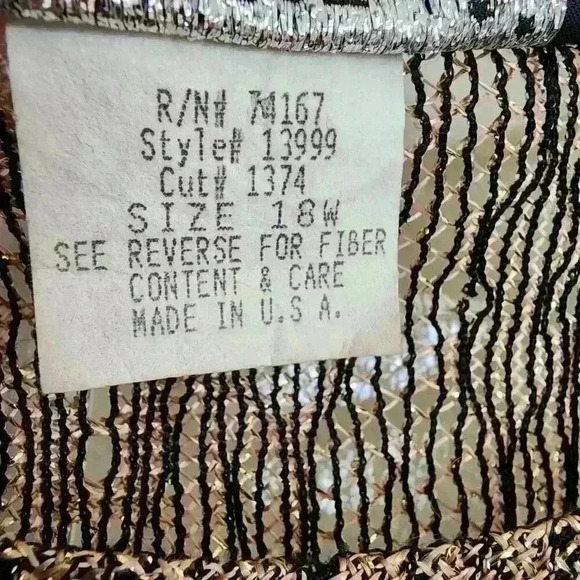 R/N# 74167
Style# 13999
Cut# 1374
SIZE 18W
SEE REVERSE FOR FIBER
CONTENT & CARE
MADE IN U.S A.